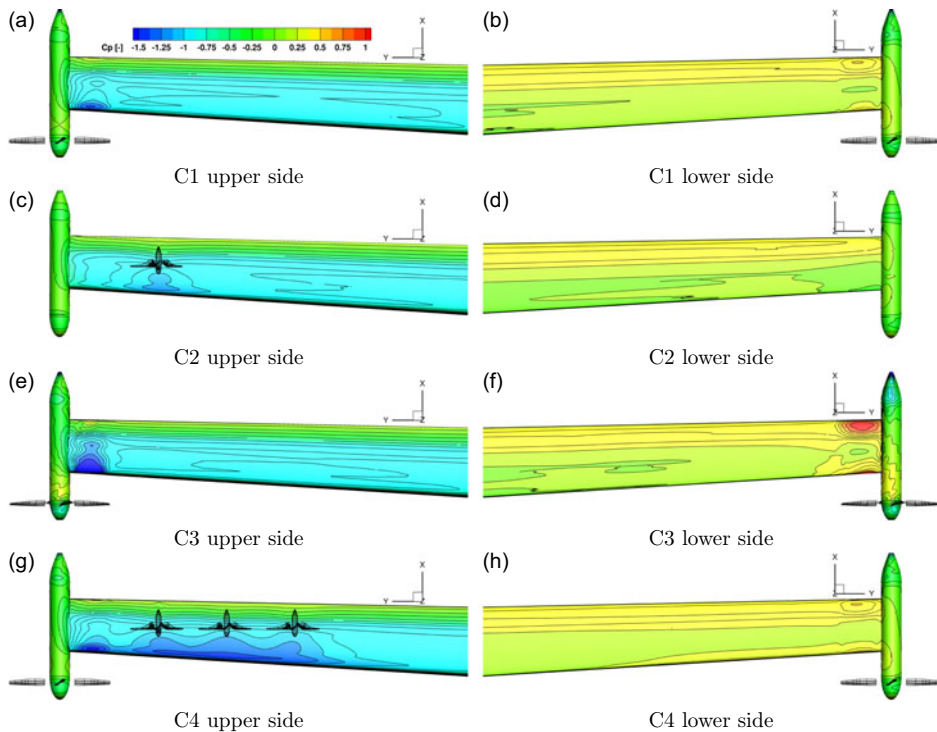 (a)
(b)
Cp [-]
-1.5 -1.25 -1 -0.75 -0.5 -0.25 0 0.25 0.5 0.75 1
X
Y
Z
X
Y
Z
C1 upper side
C1 lower side
(c)
(d)
X
Y
Z
X
Y
Z
C2 upper side
C2 lower side
(e)
(f)
X
Y
Z
X
Y
Z
C3 upper side
C3 lower side
(g)
(h)
X
Y
Z
X
Y
Z
C4 upper side
C4 lower side